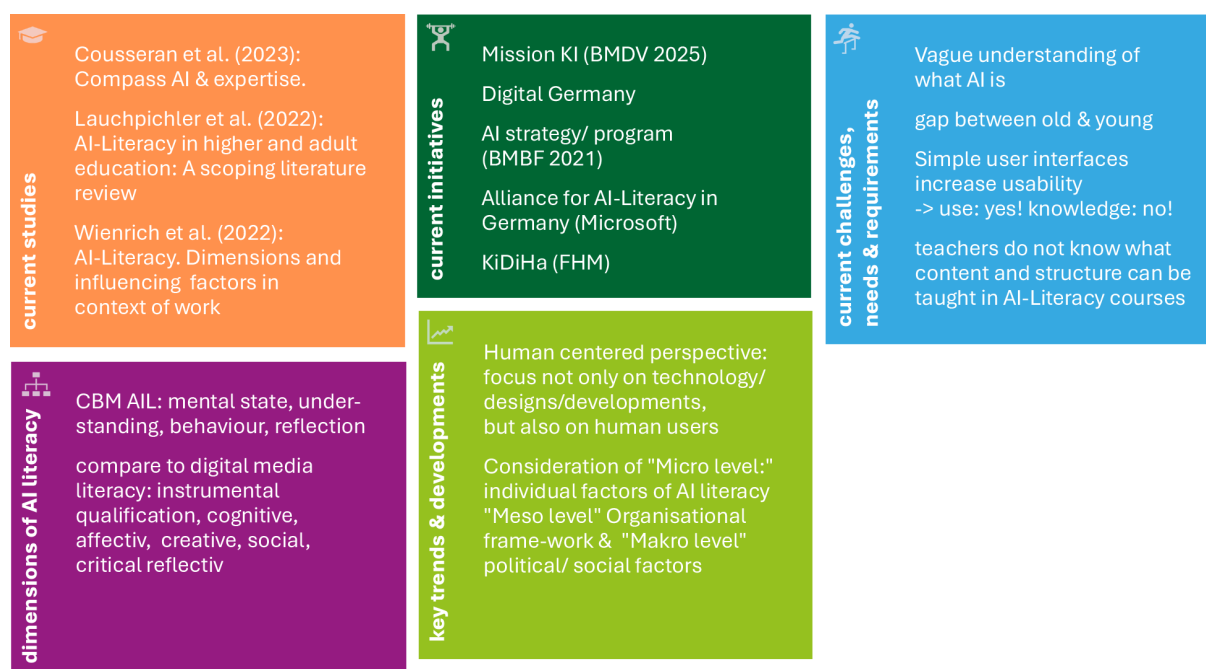 current studies
Cousseran et al. (2023):
Compass AI & expertise.
Lauchpichler et al. (2022):
AI-Literacy in higher and adult
education: A scoping literature
review
Wienrich et al. (2022):
AI-Literacy. Dimensions and
influencing factors in
context of work
current initiatives
Mission KI (BMDV 2025)
Digital Germany
AI strategy/ program
(BMBF 2021)
Alliance for AI-Literacy in
Germany (Microsoft)
KiDiHa (FHM)
current challenges,
needs & requirements
Vague understanding of
what AI is
gap between old & young
Simple user interfaces
increase usability
-> use: yes! knowledge: no!
teachers do not know what
content and structure can be
taught in AI-Literacy courses
dimensions of AI literacy
CBM AIL: mental state, under-
standing, behaviour, reflection
compare to digital media
literacy: instrumental
qualification, cognitive,
affectiv, creative, social,
critical reflectiv
key trends & developments
Human centered perspective:
focus not only on technology/
designs/developments,
but also on human users
Consideration of "Micro level:"
individual factors of AI literacy
"Meso level" Organisational
frame-work & "Makro level"
political/ social factors